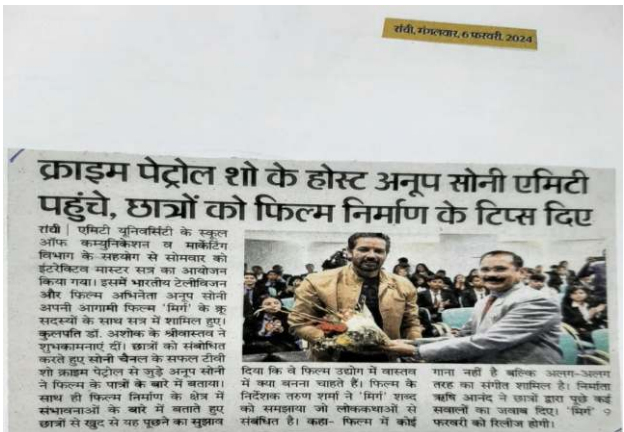 रांची, मंगलवार, 6 फरवरी, 2024
क्राइम पेट्रोल शो के होस्ट अनूप सोनी एमिटी
पहुंचे, छात्रों को फिल्म निर्माण के टिप्स दिए
रांची | एमिटी यूनिवर्सिटी के स्कूल
ऑफ कम्युनिकेशन व मार्केटिंग
विभाग के सहयोग से सोमवार को
इंटरेक्टिव मास्टर सत्र का आयोजन
किया गया। इसमें भारतीय टेलीविजन
और फिल्म अभिनेता अनूप सोनी
अपनी आगामी फिल्म 'मिर्ग' के क्रू
सदस्यों के साथ सत्र में शामिल हुए।
कुलपति डॉ. अशोक के श्रीवास्तव ने
शुभकामनाएं दीं। छात्रों को संबोधित
करते हुए सोनी चैनल के सफल टीवी
शो क्राइम पेट्रोल से जुड़े अनूप सोनी
ने फिल्म के पात्रों के बारे में बताया।
साथ ही फिल्म निर्माण के क्षेत्र में
संभावनाओं के बारे में बताते हुए
छात्रों से खुद से यह पूछने का सुझाव
दिया कि वे फिल्म उद्योग में वास्तव
में क्या बनना चाहते हैं। फिल्म के
निर्देशक तरुण शर्मा ने 'मिर्ग' शब्द
को समझाया जो लोककथाओं से
संबंधित है। कहा- फिल्म में कोई
गाना नहीं है बल्कि अलग-अलग
तरह का संगीत शामिल है। निर्माता
ऋषि आनंद ने छात्रों द्वारा पूछे कई
सवालों का जवाब दिए। 'मिर्ग' 9
फरवरी को रिलीज होगी।